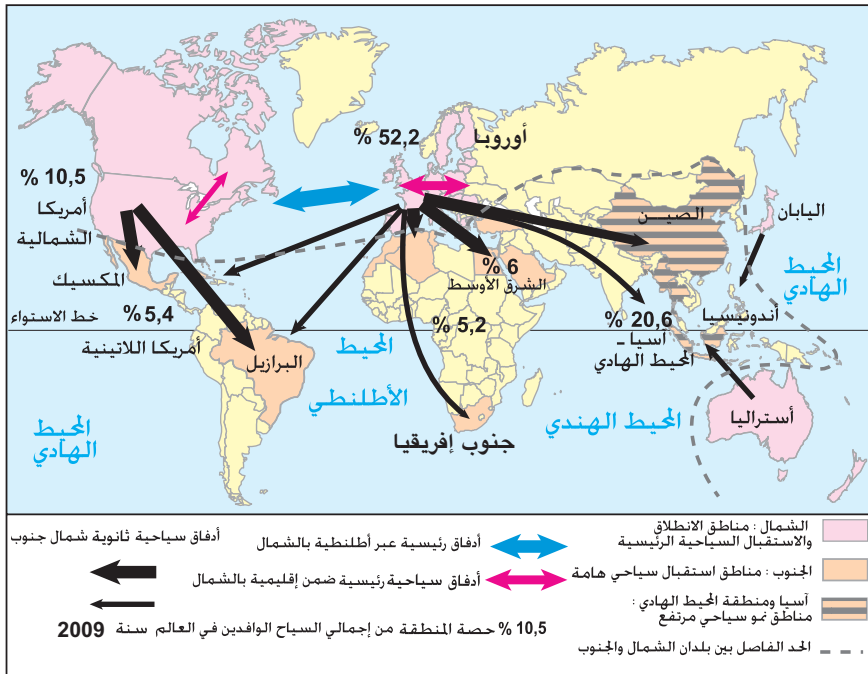 أوروبا
% 52,2
% 10,5
أمريكا
الشمالية
المكسيك
% 5,4
خط الاستواء
أمريكا اللاتينية
البرازيل
المحيط
الأطلنطي
المحيط
الهادي
% 6
الشرق الأوسط
% 5,2
جنوب إفريقيا
الصيـــن
اليابان
المحيط
الهادي
أندونيسيا
% 20,6
آسيا ـ
المحيط الهادي
المحيط الهندي
أستراليا
الشمال : مناطق الانطلاق
والاستقبال السياحية الرئيسية
الجنوب : مناطق استقبال سياحي هامة
آسيا ومنطقة المحيط الهادي :
مناطق نمو سياحي مرتفع
الحد الفاصل بين بلدان الشمال والجنوب
أدفاق رئيسية عبر أطلنطية بالشمال
أدفاق سياحية رئيسية ضمن إقليمية بالشمال
أدفاق سياحية ثانوية شمال جنوب
% 10,5 حصة المنطقة من إجمالي السياح الوافدين في العالم سنة 2009